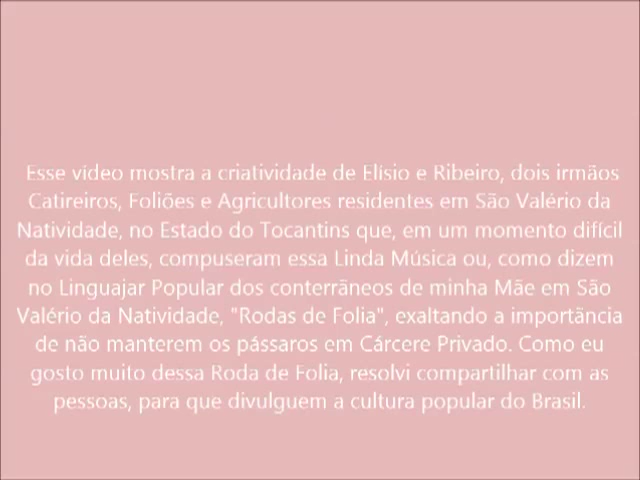 Esse vídeo mostra a criatividade de Elísio e Ribeiro, dois irmãos
Catireiros, Foliões e Agricultores residentes em São Valério da
Natividade, no Estado do Tocantins que, em um momento difícil
da vida deles, compuseram essa Linda Música ou, como dizem
no Linguajar Popular dos conterrâneos de minha Mãe em São
Valério da Natividade, "Rodas de Folia", exaltando a importância
de não manterem os pássaros em Cárcere Privado. Como eu
gosto muito dessa Roda de Folia, resolvi compartilhar com as
pessoas, para que divulguem a cultura popular do Brasil.